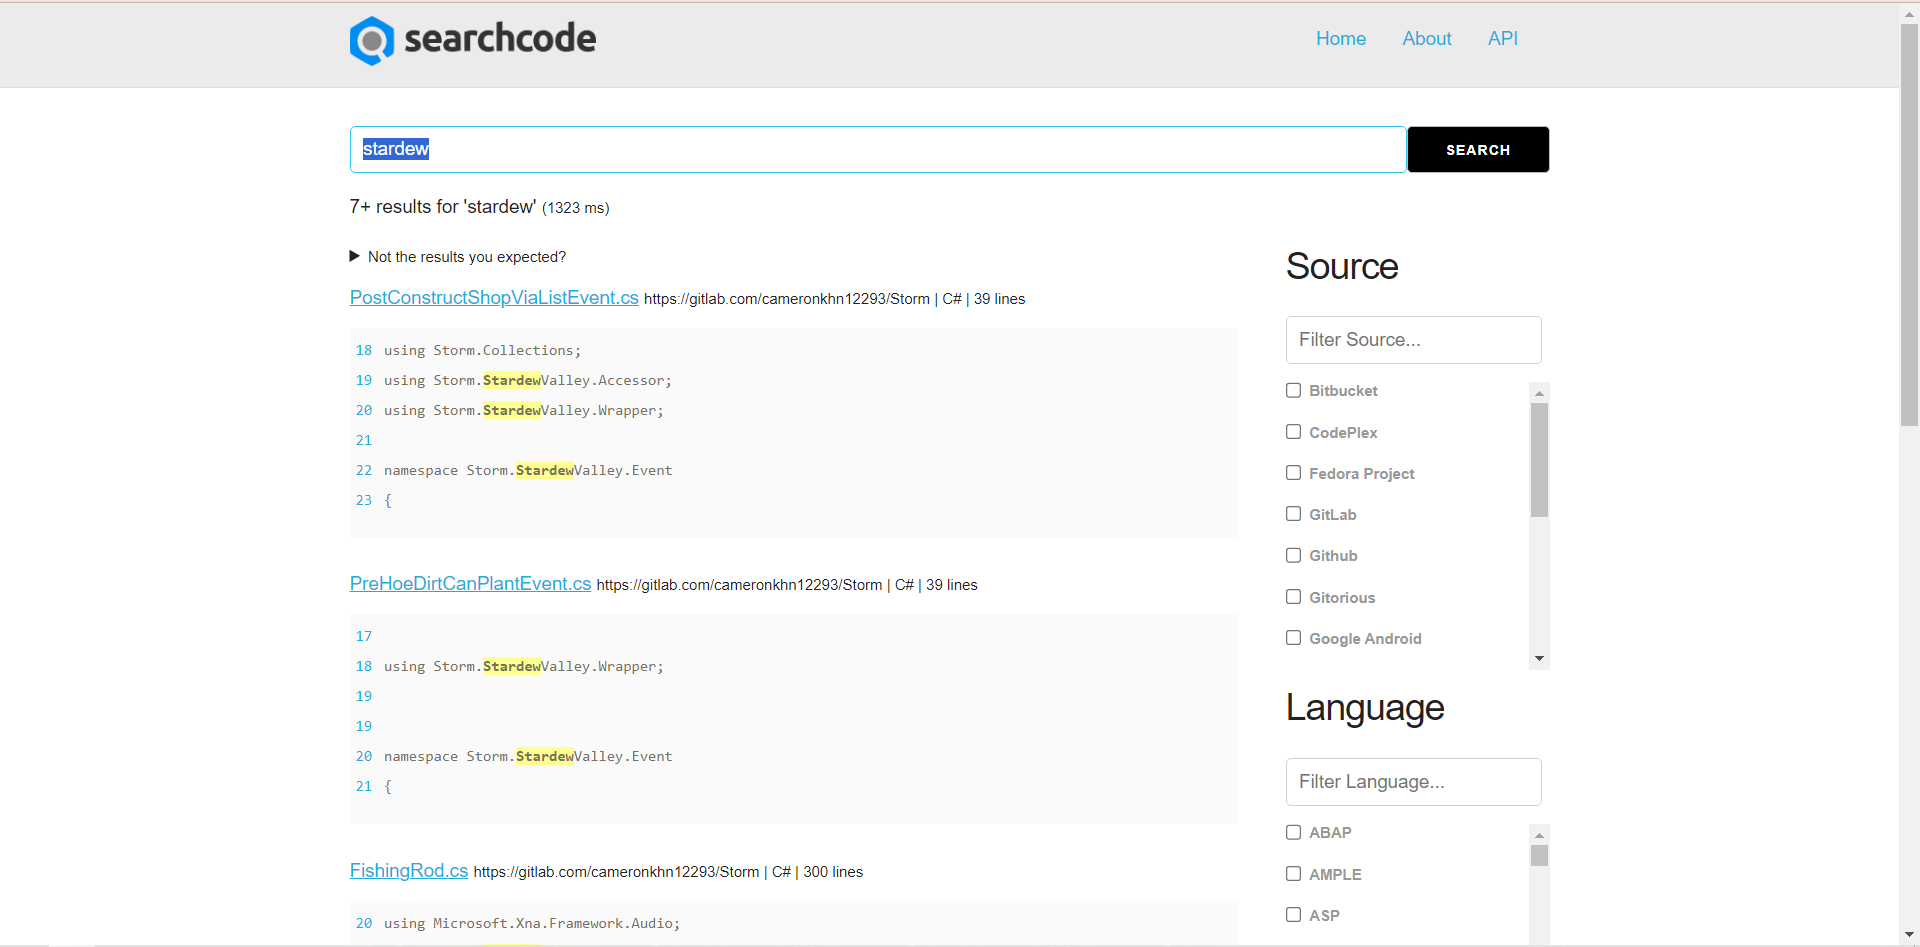 searchcode
Home About API
stardew
SEARCH
7+ results for 'stardew' (1323 ms)
Not the results you expected?
PostConstructShopViaListEvent.cs https://gitlab.com/cameronkhn12293/Storm | C# | 39 lines
18 using Storm.Collections;
19 using Storm.StardewValley.Accessor;
20 using Storm.StardewValley.Wrapper;
21
22 namespace Storm.StardewValley.Event
23 {
PreHoeDirtCanPlantEvent.cs https://gitlab.com/cameronkhn12293/Storm | C# | 39 lines
17
18 using Storm.StardewValley.Wrapper;
19
19
20 namespace Storm.StardewValley.Event
21 {
FishingRod.cs https://gitlab.com/cameronkhn12293/Storm | C# | 300 lines
20 using Microsoft.Xna.Framework.Audio;
Source
Filter Source...
Bitbucket
CodePlex
Fedora Project
GitLab
Github
Gitorious
Google Android
Language
Filter Language...
ABAP
AMPLE
ASP